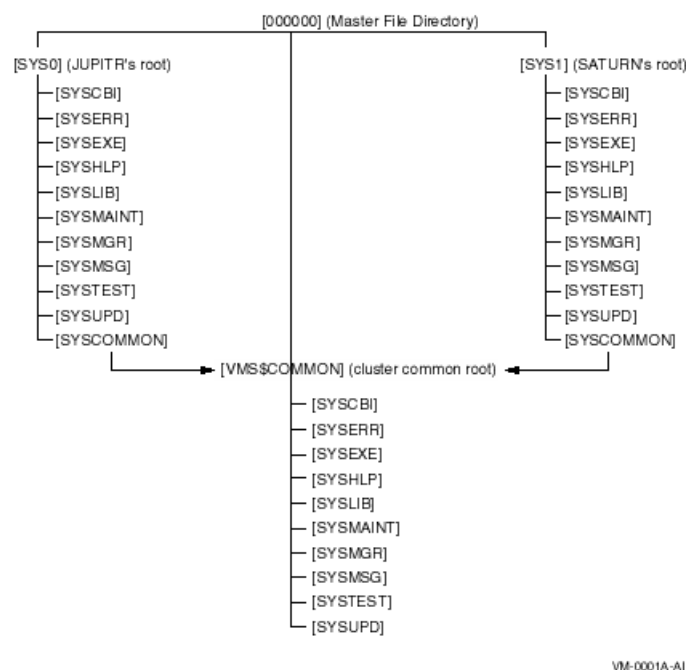 [000000] (Master File Directory)
[SYS0] (JUPITR's root)
[SYSCBI]
[SYSERR]
[SYSEXE]
[SYSHLP]
[SYSLIB]
[SYSMAINT]
[SYSMGR]
[SYSMSG]
[SYSTEST]
[SYSUPD]
[SYSCOMMON]
[SYS1] (SATURN's root)
[SYSCBI]
[SYSERR]
[SYSEXE]
[SYSHLP]
[SYSLIB]
[SYSMAINT]
[SYSMGR]
[SYSMSG]
[SYSTEST]
[SYSUPD]
[SYSCOMMON]
[VMS$COMMON] (cluster common root)
[SYSCBI]
[SYSERR]
[SYSEXE]
[SYSHLP]
[SYSLIB]
[SYSMAINT]
[SYSMGR]
[SYSMSG]
[SYSTEST]
[SYSUPD]
VM-0001A-AI